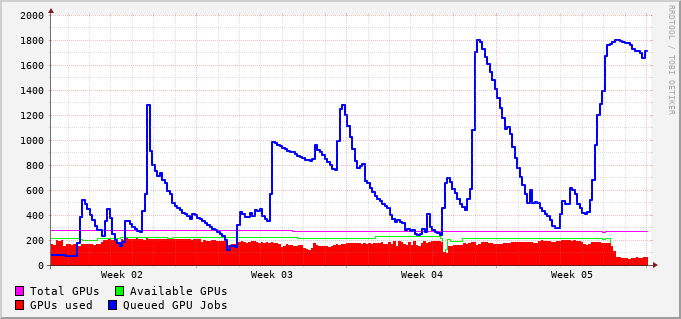 2000
1800
1600
1400
1200
1000
800
600
400
200
0
Week 02 Week 03 Week 04 Week 05
Total GPUs Available GPUs
GPUs used Queued GPU Jobs
RRDTOOL / TOBI OETIKER